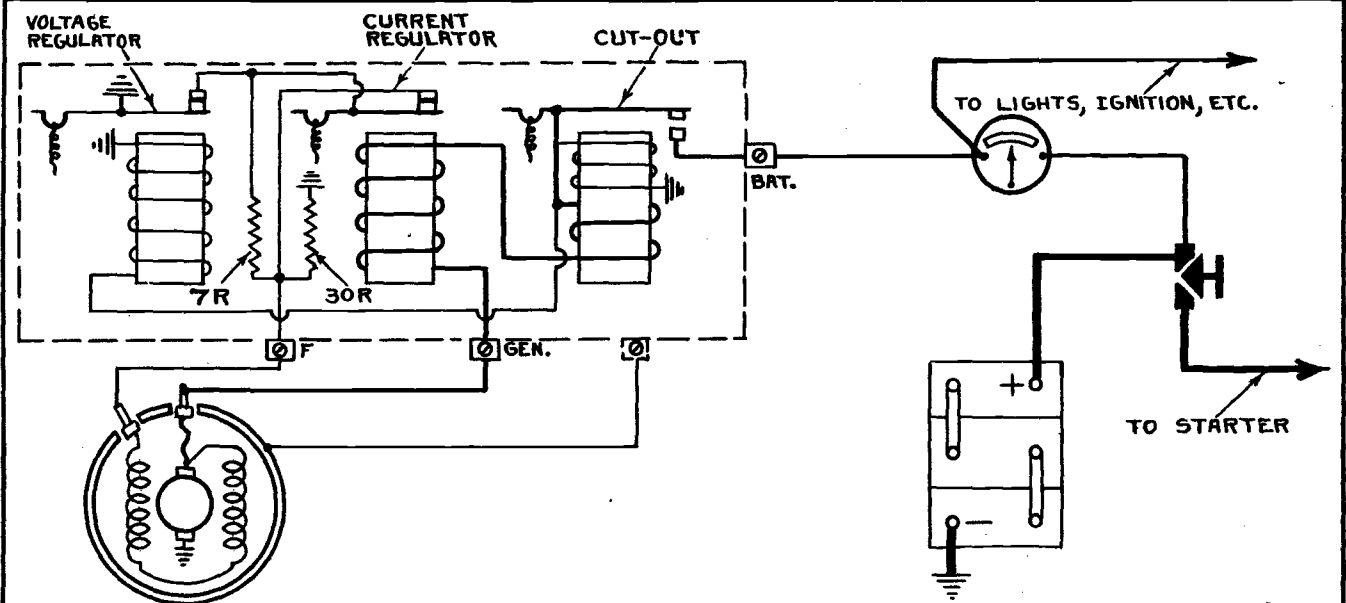 VOLTAGE
REGULATOR
CURRENT
REGULATOR
CUT-OUT
TO LIGHTS, IGNITION, ETC.
BAT.
7R
30R
F
GEN.
+
TO STARTER
—